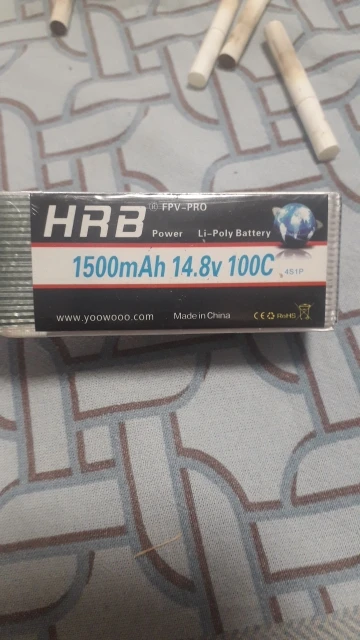 HRB ® FPV-PRO
Power Li-Poly Battery
1500mAh 14.8v 100C 4S1P
www.yoowooo.com Made in China CE RoHS